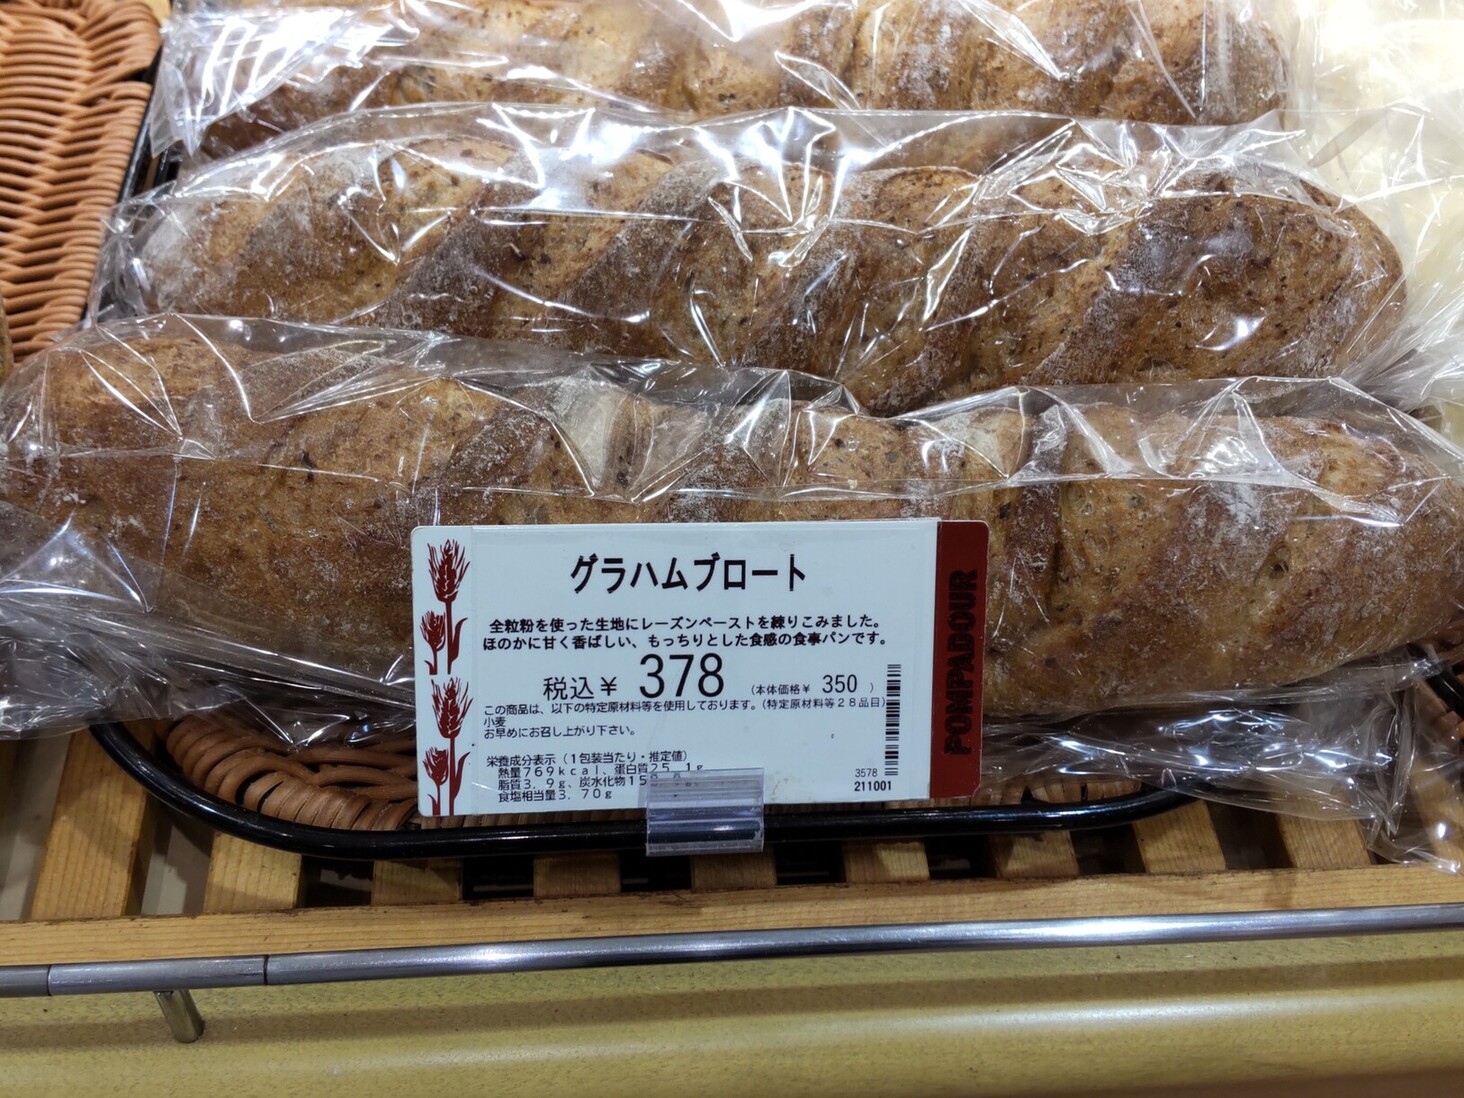 グラハムブロート
全粒粉を使った生地にレーズンペーストを練りこみました。
ほのかに甘く香ばしい、もっちりとした食感の食事パンです。
税込¥ 378 (本体価格¥ 350 )
この商品は、以下の特定原材料等を使用しております。(特定原材料等28品目)
小麦
お早めにお召し上がり下さい。
栄養成分表示(1包装当たり・推定値)
熱量769kcal、蛋白質25.1g
脂質3.9g、炭水化物15
食塩相当量3.70g
3578
211001
POMPADOUR